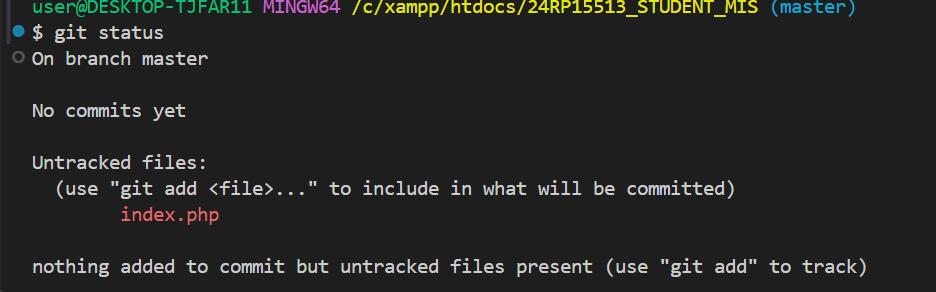 user@DESKTOP-TJFAR11 MINGW64 /c/xampp/htdocs/24RP15513_STUDENT_MIS (master)
$ git status
On branch master
No commits yet
Untracked files:
  (use "git add <file>..." to include in what will be committed)
        index.php
nothing added to commit but untracked files present (use "git add" to track)